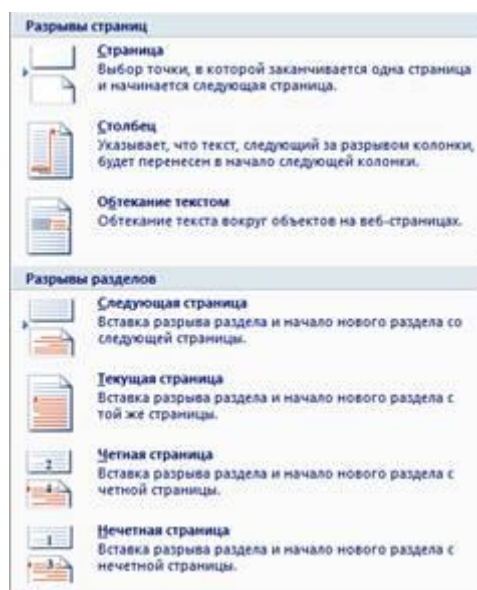 Разрывы страниц
Страница
Выбор точки, в которой заканчивается одна страница
и начинается следующая страница.
Столбец
Указывает, что текст, следующий за разрывом колонки,
будет перенесен в начало следующей колонки.
Обтекание текстом
Обтекание текста вокруг объектов на веб-страницах.
Разрывы разделов
Следующая страница
Вставка разрыва раздела и начало нового раздела со
следующей страницы.
Текущая страница
Вставка разрыва раздела и начало нового раздела с
той же страницы.
2
4
Четная страница
Вставка разрыва раздела и начало нового раздела с
четной страницы.
1
3
Нечетная страница
Вставка разрыва раздела и начало нового раздела с
нечетной страницы.